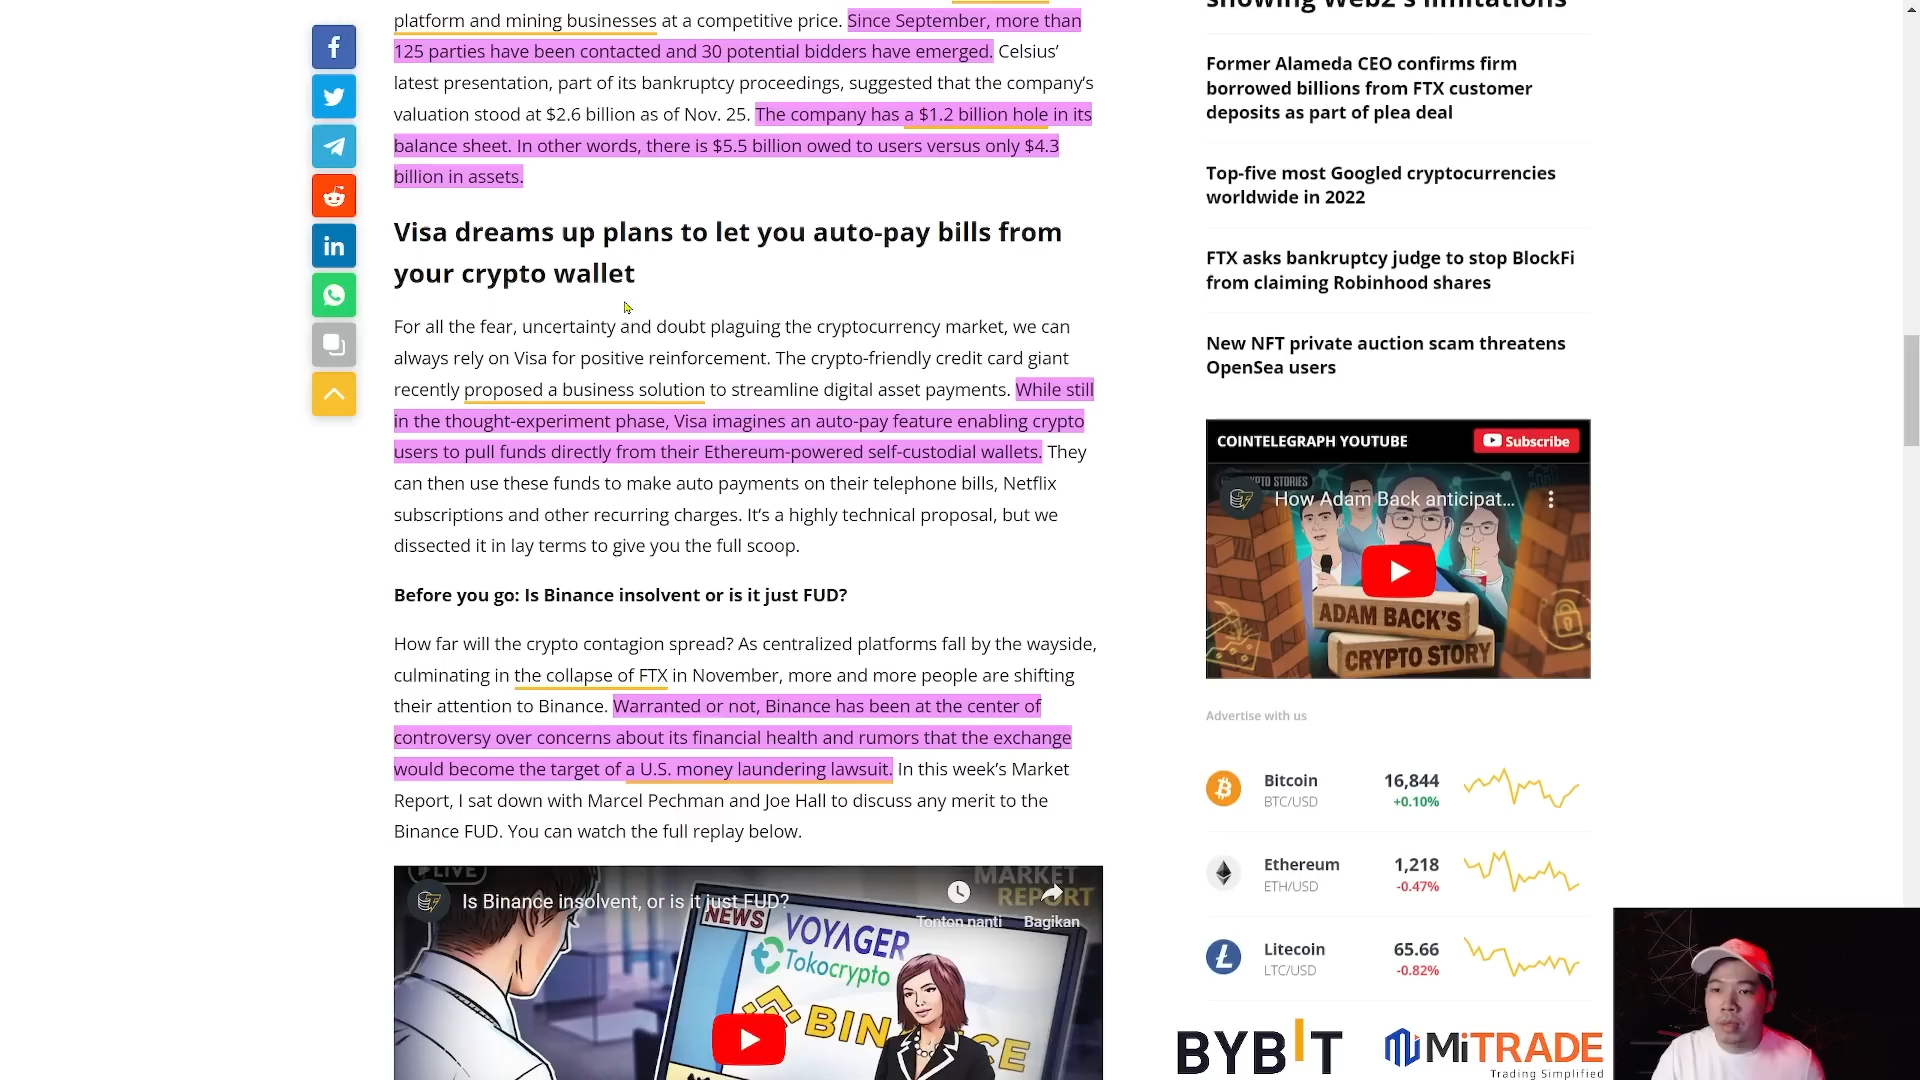 platform and mining businesses at a competitive price. Since September, more than
125 parties have been contacted and 30 potential bidders have emerged. Celsius’
latest presentation, part of its bankruptcy proceedings, suggested that the company’s
valuation stood at $2.6 billion as of Nov. 25. The company has a $1.2 billion hole in its
balance sheet. In other words, there is $5.5 billion owed to users versus only $4.3
billion in assets.
Visa dreams up plans to let you auto-pay bills from
your crypto wallet
For all the fear, uncertainty and doubt plaguing the cryptocurrency market, we can
always rely on Visa for positive reinforcement. The crypto-friendly credit card giant
recently proposed a business solution to streamline digital asset payments. While still
in the thought-experiment phase, Visa imagines an auto-pay feature enabling crypto
users to pull funds directly from their Ethereum-powered self-custodial wallets. They
can then use these funds to make auto payments on their telephone bills, Netflix
subscriptions and other recurring charges. It’s a highly technical proposal, but we
dissected it in lay terms to give you the full scoop.
Before you go: Is Binance insolvent or is it just FUD?
How far will the crypto contagion spread? As centralized platforms fall by the wayside,
culminating in the collapse of FTX in November, more and more people are shifting
their attention to Binance. Warranted or not, Binance has been at the center of
controversy over concerns about its financial health and rumors that the exchange
would become the target of a U.S. money laundering lawsuit. In this week’s Market
Report, I sat down with Marcel Pechman and Joe Hall to discuss any merit to the
Binance FUD. You can watch the full replay below.
LIVE
MARKET
REPORT
Is Binance insolvent, or is it just FUD?
Tonton nanti
Bagikan
NEWS
VOYAGER
Tokocrypto
showing Web2's limitations
Former Alameda CEO confirms firm
borrowed billions from FTX customer
deposits as part of plea deal
Top-five most Googled cryptocurrencies
worldwide in 2022
FTX asks bankruptcy judge to stop BlockFi
from claiming Robinhood shares
New NFT private auction scam threatens
OpenSea users
COINTELEGRAPH YOUTUBE
Subscribe
STORIES
How Adam Back anticipat...
ADAM BACK'S
CRYPTO STORY
Advertise with us
Bitcoin 16,844
BTC/USD +0.10%
Ethereum 1,218
ETH/USD -0.47%
Litecoin 65.66
LTC/USD -0.82%
BYBIT
MiTRADE
Trading Simplified